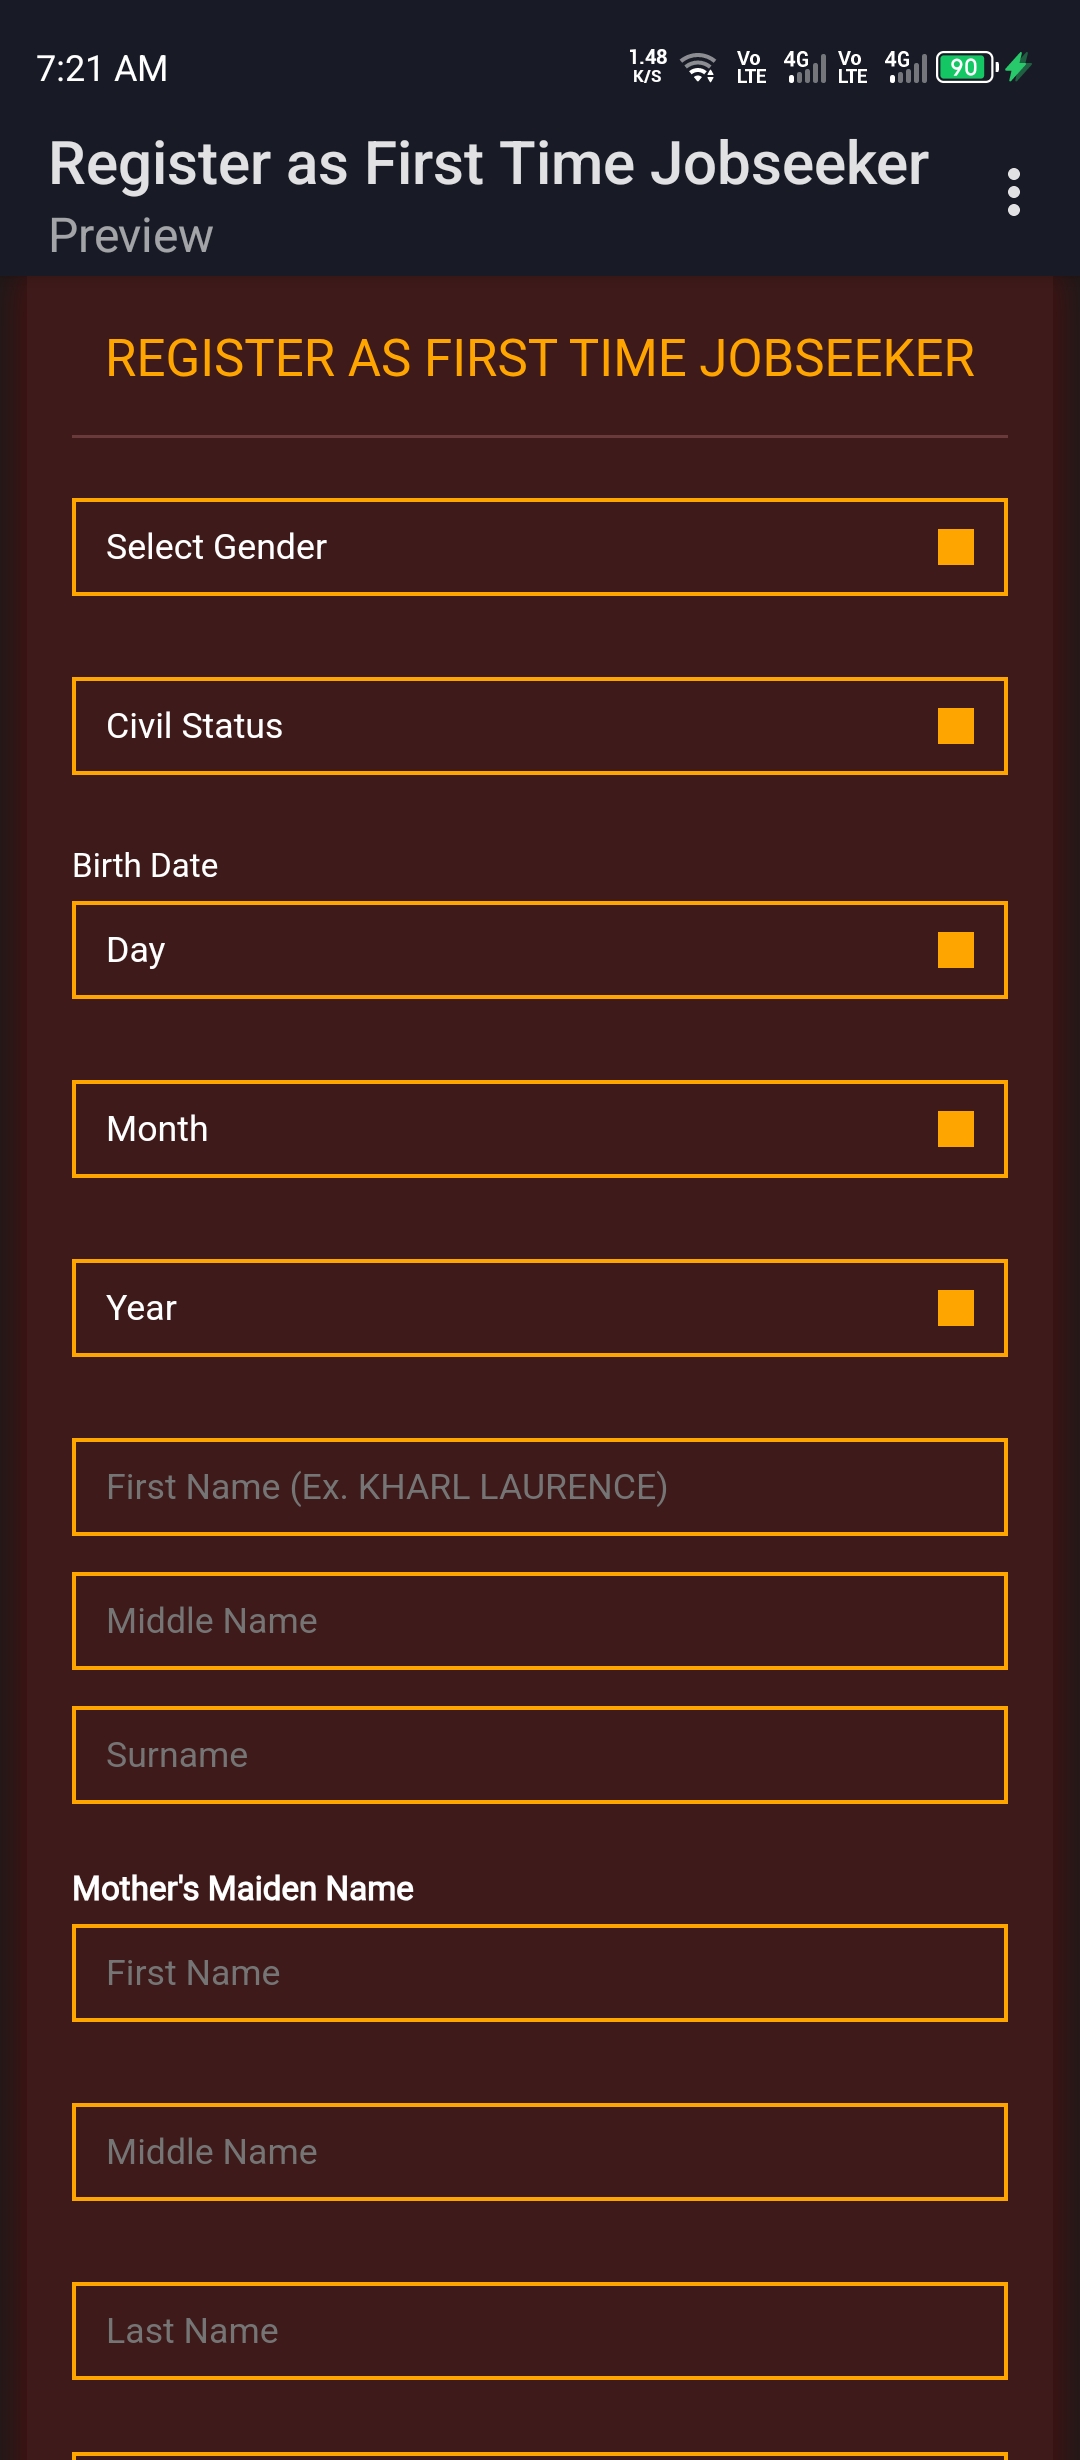 7:21 AM
1.48 K/S
Vo LTE 4G Vo LTE 4G 90
Register as First Time Jobseeker
Preview
REGISTER AS FIRST TIME JOBSEEKER
Select Gender
Civil Status
Birth Date
Day
Month
Year
First Name (Ex. KHARL LAURENCE)
Middle Name
Surname
Mother's Maiden Name
First Name
Middle Name
Last Name